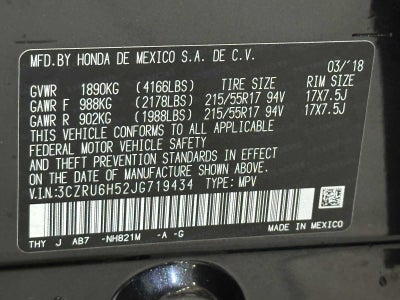 MFD.BY HONDA DE MEXICO S.A. DE C.V.
03/'18
GVWR 1890KG (4166LBS) TIRE SIZE RIM SIZE
GAWR F 988KG (2178LBS) 215/55R17 94V 17X7.5J
GAWR R 902KG (1988LBS) 215/55R17 94V 17X7.5J
THIS VEHICLE CONFORMS TO ALL APPLICABLE
FEDERAL MOTOR VEHICLE SAFETY
AND THEFT PREVENTION STANDARDS IN EFFECT
ON THE DATE OF MANUFACTURE SHOWN ABOVE.
V.I.N:3CZRU6H52JG719434 TYPE: MPV
THY J AB7 -NH821M -A -G MADE IN MEXICO